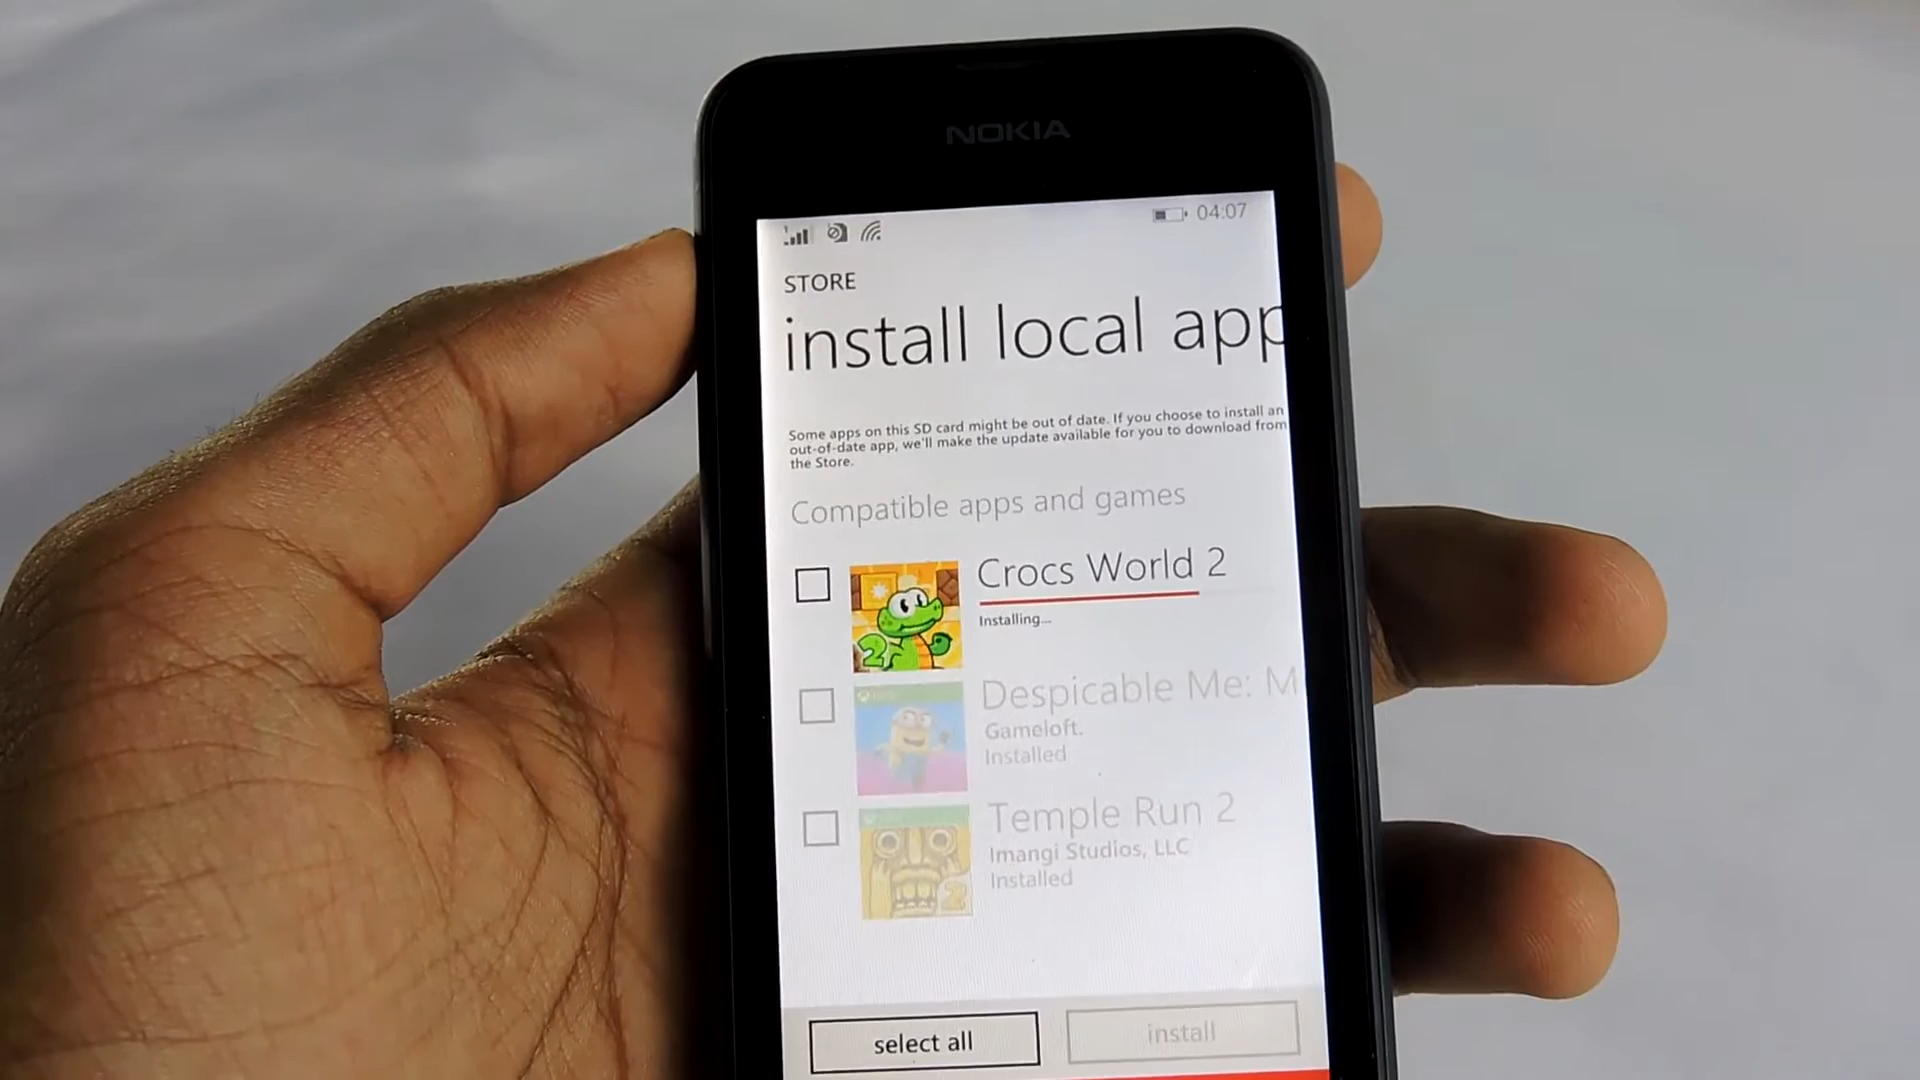 NOKIA
04:07
STORE
install local app
Some apps on this SD card might be out of date. If you choose to install an
out-of-date app, we'll make the update available for you to download from
the Store.
Compatible apps and games
Crocs World 2
Installing...
2
Despicable Me: M
Gameloft.
Installed
Temple Run 2
Imangi Studios, LLC
Installed
2
select all
install